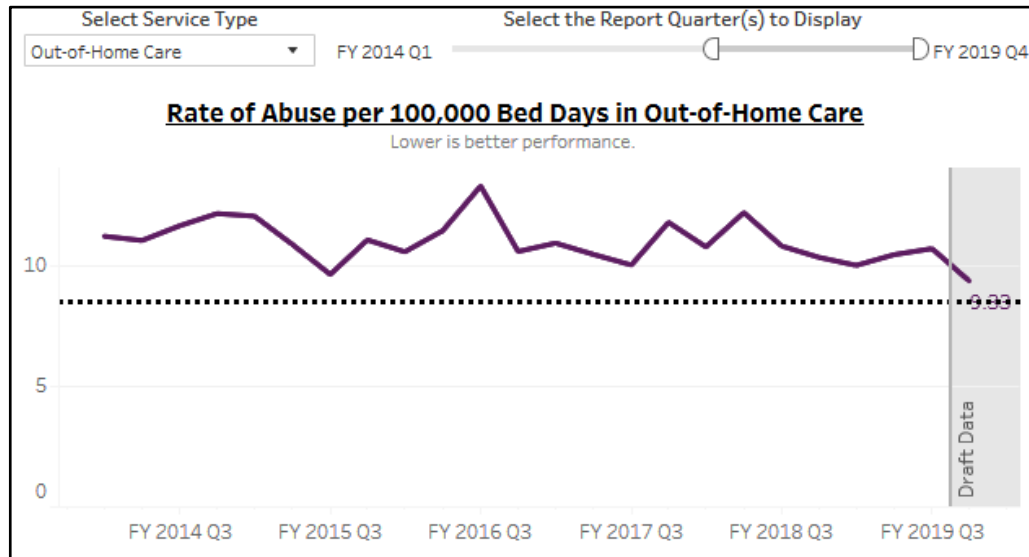 Select Service Type
Select the Report Quarter(s) to Display
Out-of-Home Care
FY 2014 Q1
FY 2019 Q4
Rate of Abuse per 100,000 Bed Days in Out-of-Home Care
Lower is better performance.
10
9.33
5
Draft Data
0
FY 2014 Q3 FY 2015 Q3 FY 2016 Q3 FY 2017 Q3 FY 2018 Q3 FY 2019 Q3